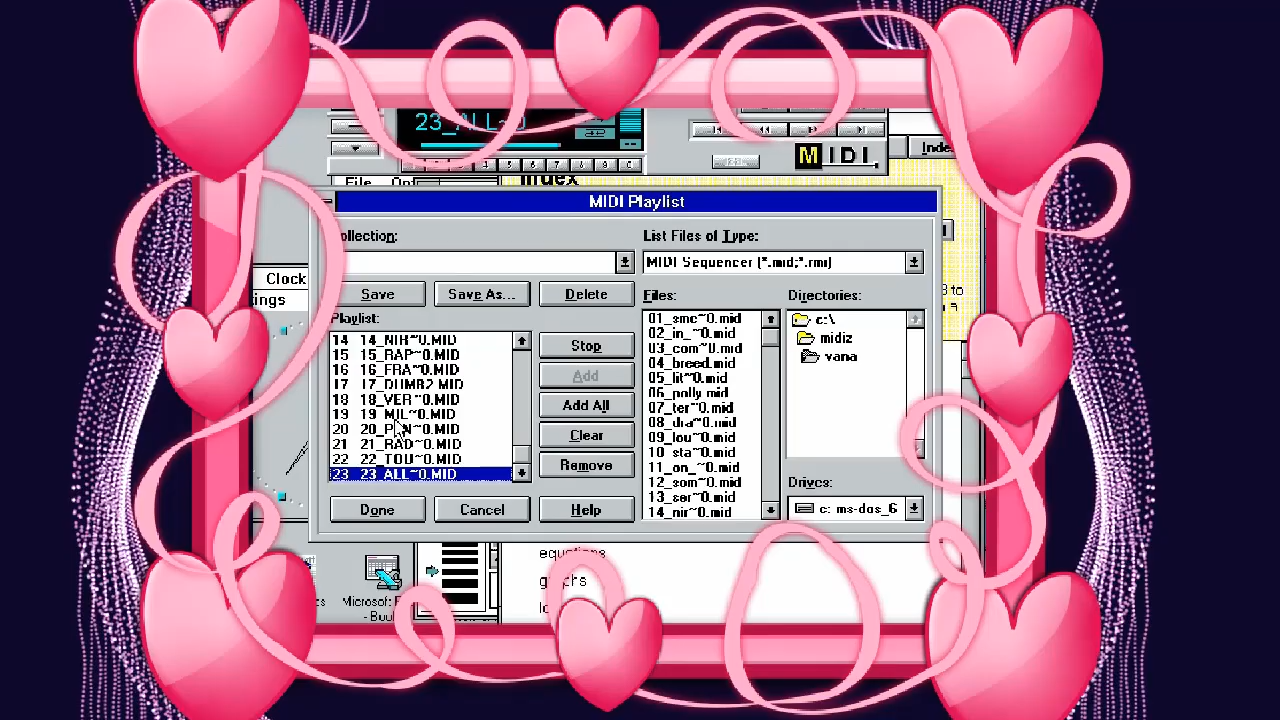 23_ALL~0
MIDI.
Index
File
Index
MIDI Playlist
ollection:
List Files of Type:
MIDI Sequencer (*.mid;*.rmi)
Clock
ings
Save
Save As...
Delete
Files:
Directories:
Playlist:
14 14_NIR~0.MID
15 15_RAP~0.MID
16 16_FRA~0.MID
17 17_DUMB2.MID
18 18_VER~0.MID
19 19_MIL~0.MID
20 20_P
21 21_RAD~0.MID
22 22_TOU~0.MID
23 23_ALL~0.MID
Stop
Add
Add All
Clear
Remove
01_sme~0.mid
02_in_~0.mid
03_com~0.mid
04_breed.mid
05_lit~0.mid
06_polly.mid
07_ter~0.mid
08_dra~0.mid
09_lou~0.mid
10_sta~0.mid
11_on_~0.mid
12_som~0.mid
13_ser~0.mid
14_nir~0.mid
c:\
midiz
vana
Drives:
c: ms-dos_6
Done
Cancel
Help
equations
Microsoft